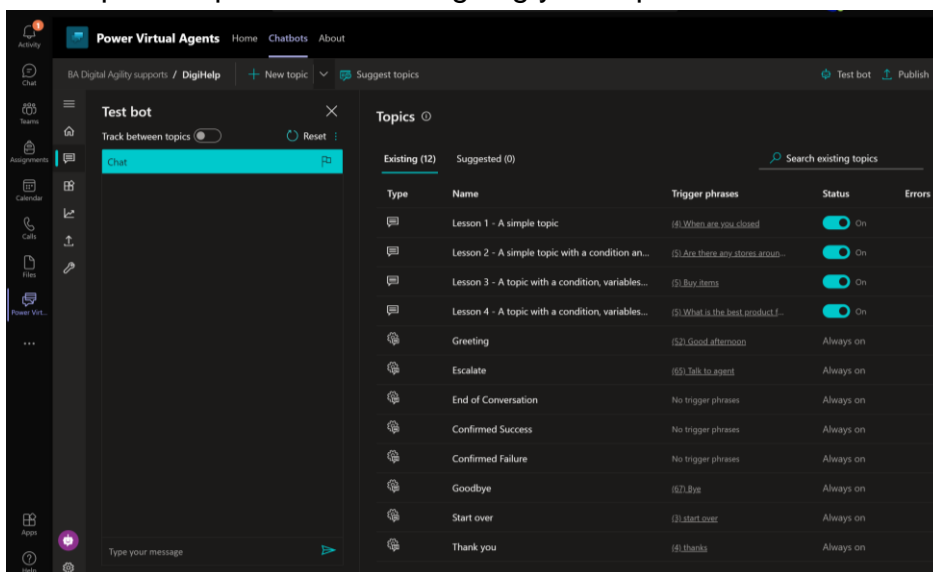 Activity
Chat
Teams
Assignments
Calendar
Calls
Files
Power Virt...
Apps
Help
Power Virtual Agents Home Chatbots About
BA Digital Agility supports / DigiHelp + New topic Suggest topics Test bot Publish
Test bot
Track between topics Reset
Chat
Type your message
Topics
Existing (12) Suggested (0) Search existing topics
Type Name Trigger phrases Status Errors
Lesson 1 - A simple topic (4) When are you closed On
Lesson 2 - A simple topic with a condition an... (5) Are there any stores aroun... On
Lesson 3 - A topic with a condition, variables... (5) Buy items On
Lesson 4 - A topic with a condition, variables... (5) What is the best product f... On
Greeting (52) Good afternoon Always on
Escalate (65) Talk to agent Always on
End of Conversation No trigger phrases Always on
Confirmed Success No trigger phrases Always on
Confirmed Failure No trigger phrases Always on
Goodbye (67) Bye Always on
Start over (3) start over Always on
Thank you (4) thanks Always on